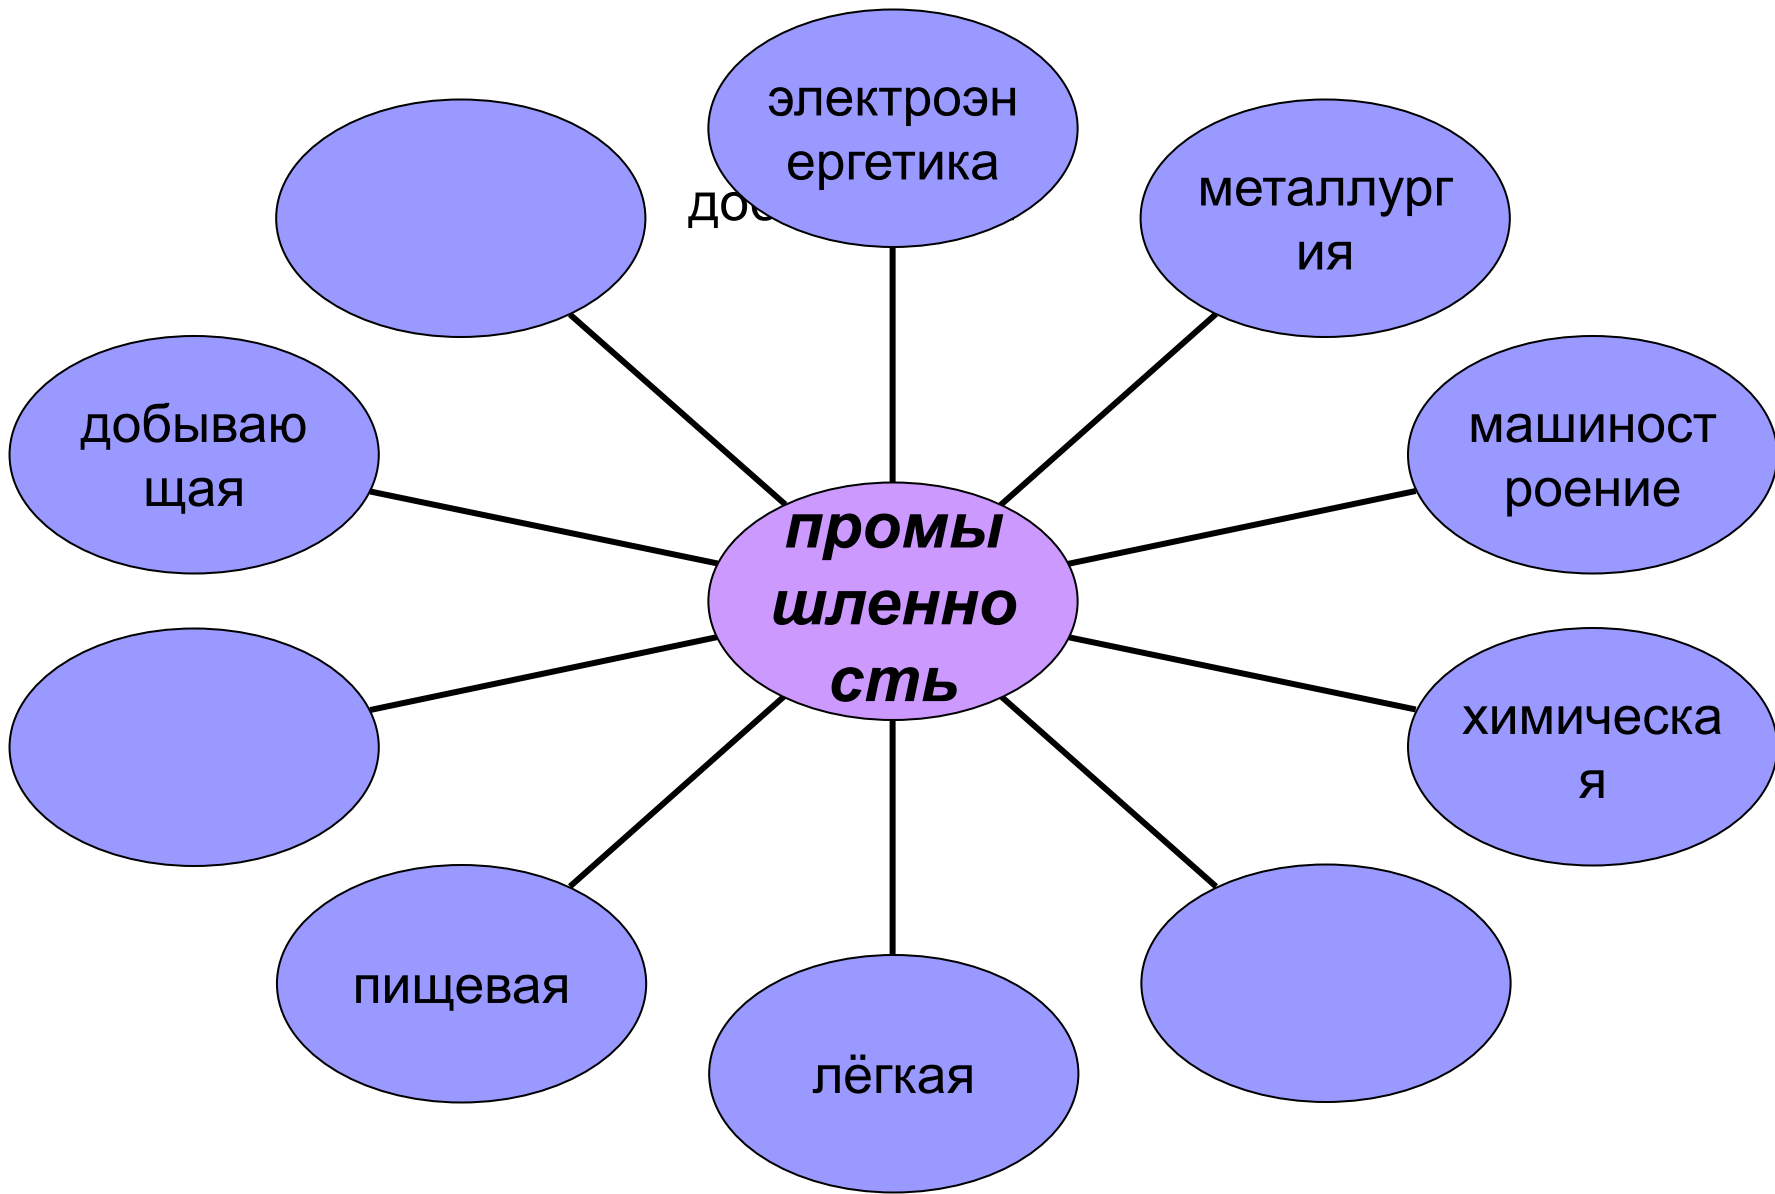 электроэн
ергетика
металлург
ия
добываю
щая
машиност
роение
промы
шленно
сть
химическа
я
пищевая
лёгкая